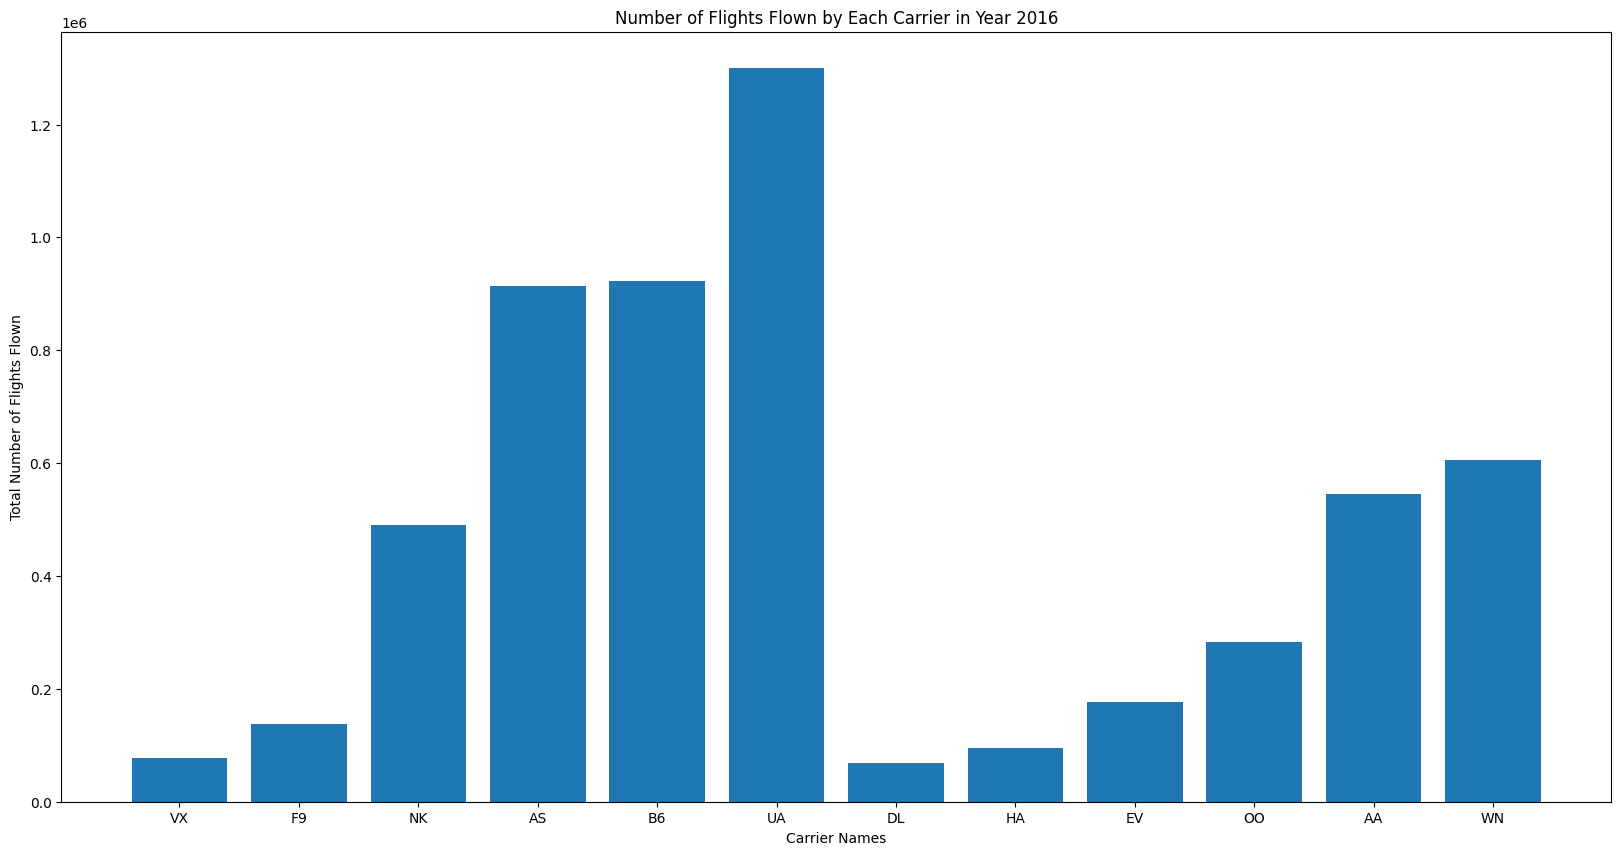 Number of Flights Flown by Each Carrier in Year 2016
1e6
1.2
1.0
0.8
0.6
0.4
0.2
0.0
Total Number of Flights Flown
VX F9 NK AS B6 UA DL HA EV OO AA WN
Carrier Names